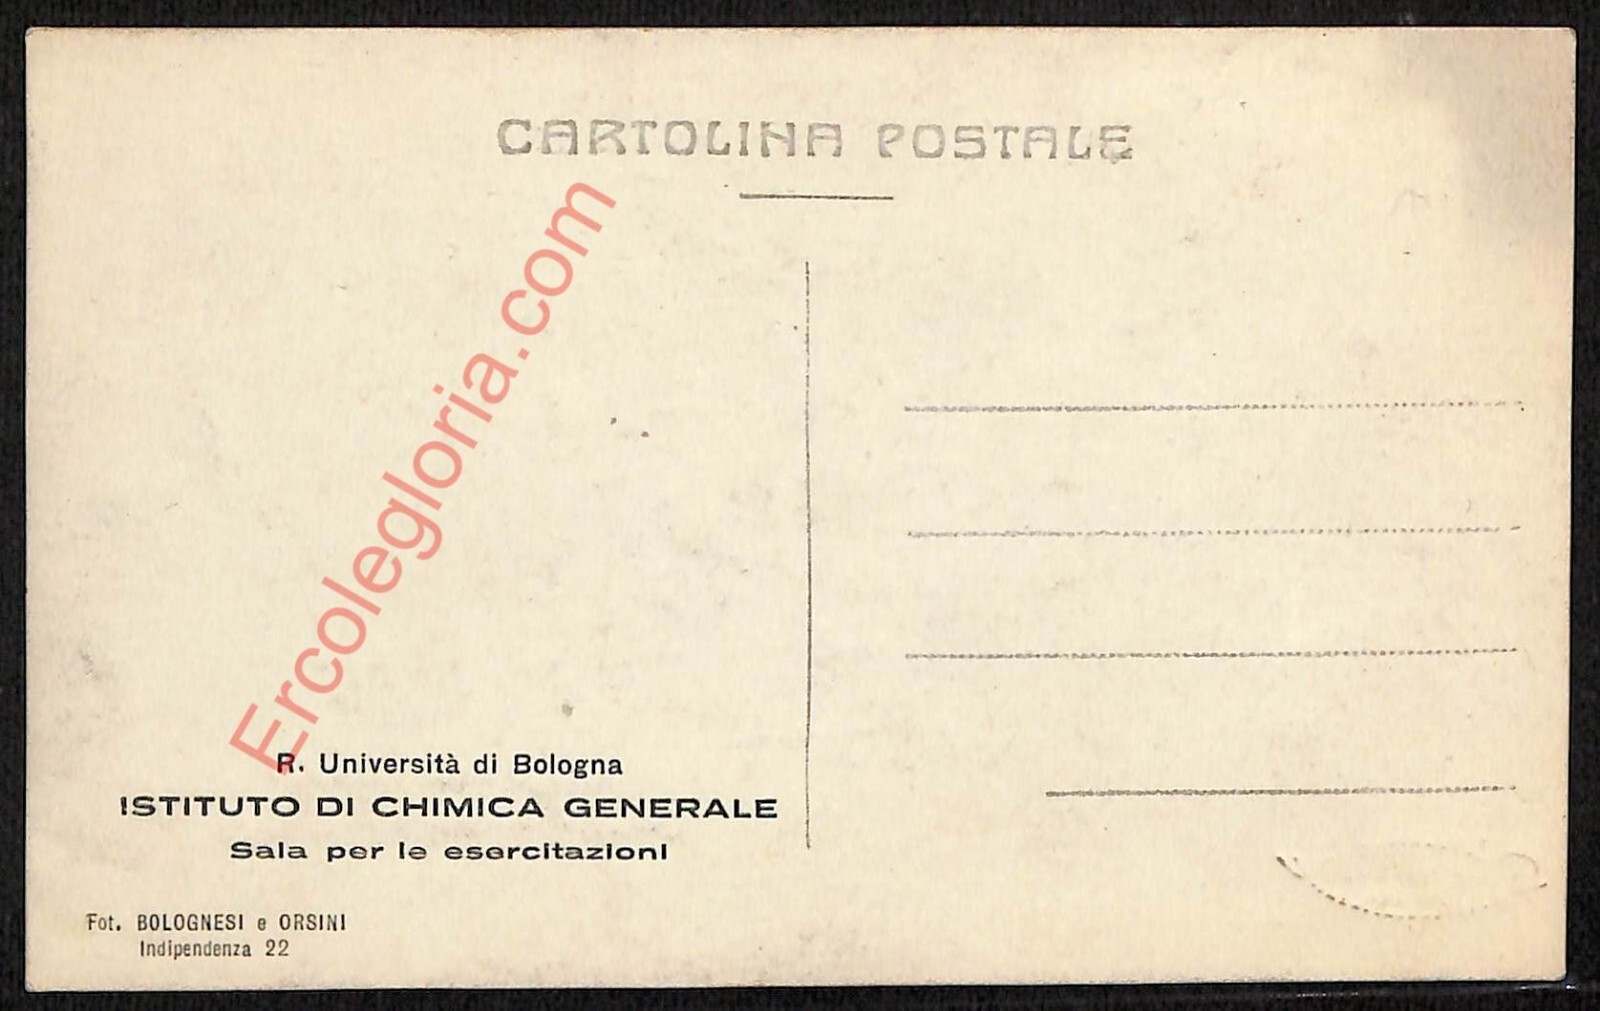 CARTOLINA POSTALE
Ercolegloria.com
R. Università di Bologna
ISTITUTO DI CHIMICA GENERALE
Sala per le esercitazioni
Fot. BOLOGNESI e ORSINI
Indipendenza 22